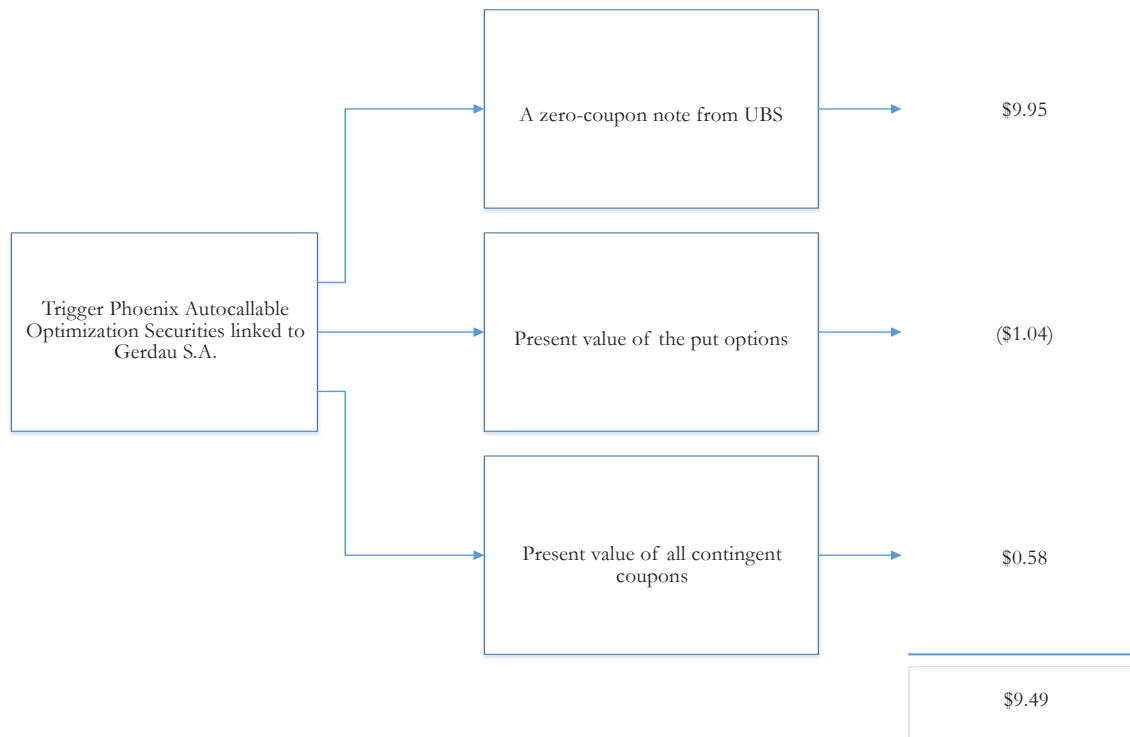 A zero-coupon note from UBS
$9.95
Trigger Phoenix Autocallable
Optimization Securities linked to
Gerdau S.A.
Present value of the put options
($1.04)
Present value of all contingent
coupons
$0.58
$9.49